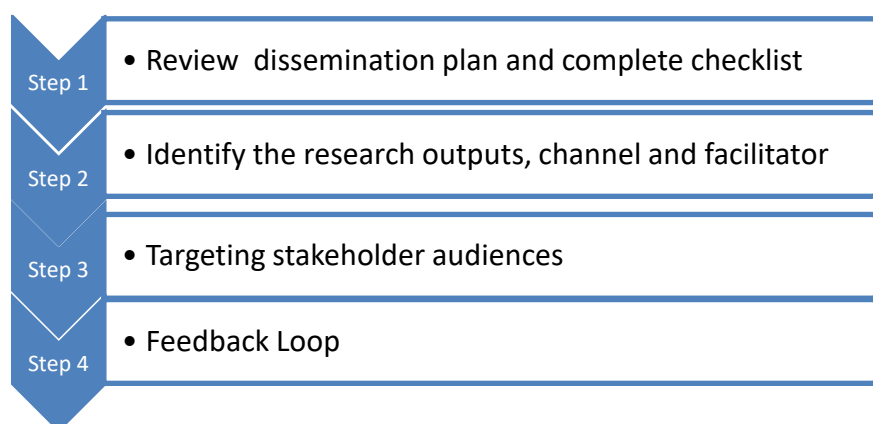 Step 1
• Review  dissemination plan and complete checklist
Step 2
• Identify the research outputs, channel and facilitator
Step 3
• Targeting stakeholder audiences
Step 4
• Feedback Loop